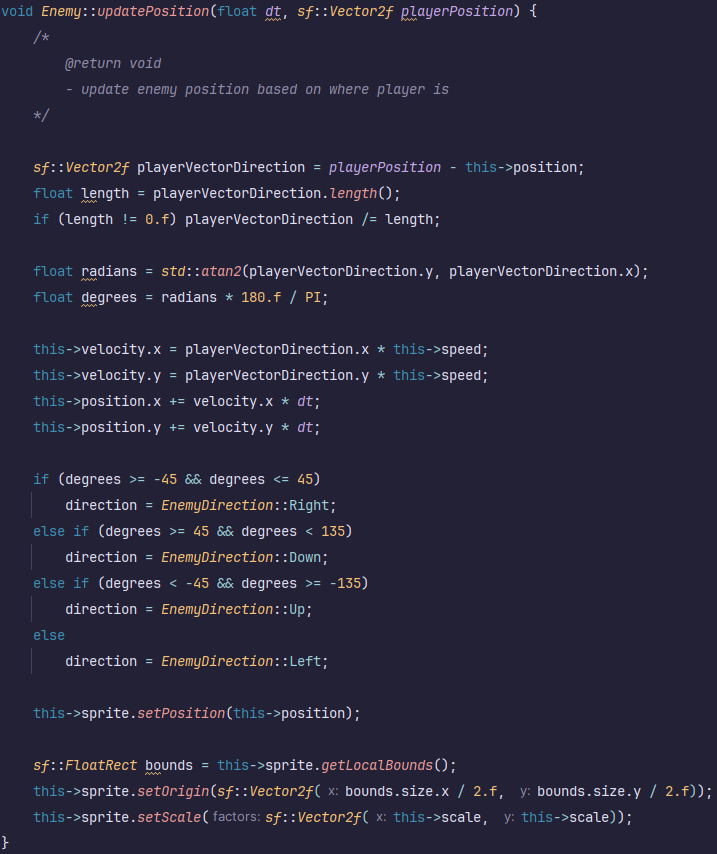 void Enemy::updatePosition(float dt, sf::Vector2f playerPosition) {
/*
@return void
- update enemy position based on where player is
*/
sf::Vector2f playerVectorDirection = playerPosition - this->position;
float length = playerVectorDirection.length();
if (length != 0.f) playerVectorDirection /= length;
float radians = std::atan2(playerVectorDirection.y, playerVectorDirection.x);
float degrees = radians * 180.f / PI;
this->velocity.x = playerVectorDirection.x * this->speed;
this->velocity.y = playerVectorDirection.y * this->speed;
this->position.x += velocity.x * dt;
this->position.y += velocity.y * dt;
if (degrees >= -45 && degrees <= 45)
direction = EnemyDirection::Right;
else if (degrees >= 45 && degrees < 135)
direction = EnemyDirection::Down;
else if (degrees < -45 && degrees >= -135)
direction = EnemyDirection::Up;
else
direction = EnemyDirection::Left;
this->sprite.setPosition(this->position);
sf::FloatRect bounds = this->sprite.getLocalBounds();
this->sprite.setOrigin(sf::Vector2f( x: bounds.size.x / 2.f, y: bounds.size.y / 2.f));
this->sprite.setScale( factors: sf::Vector2f( x: this->scale, y: this->scale));
}